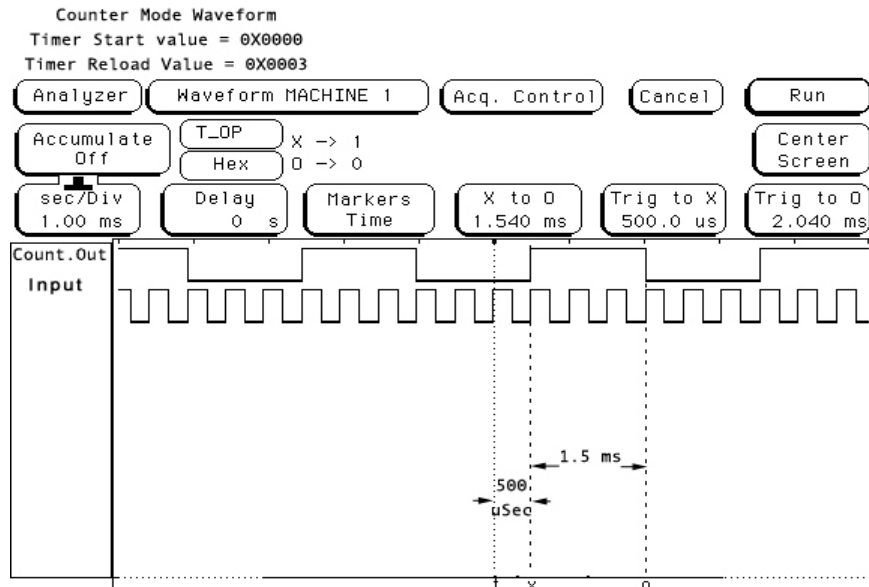 Counter Mode Waveform
Timer Start value = 0X0000
Timer Reload Value = 0X0003
Analyzer Waveform MACHINE 1 Acq. Control Cancel Run
Accumulate Off T_OP X -> 1 Center Screen
Hex O -> 0
sec/Div Delay Markers X to O Trig to X Trig to O
1.00 ms 0 s Time 1.540 ms 500.0 us 2.040 ms
Count.Out
Input
1.5 ms
500
uSec
t X O